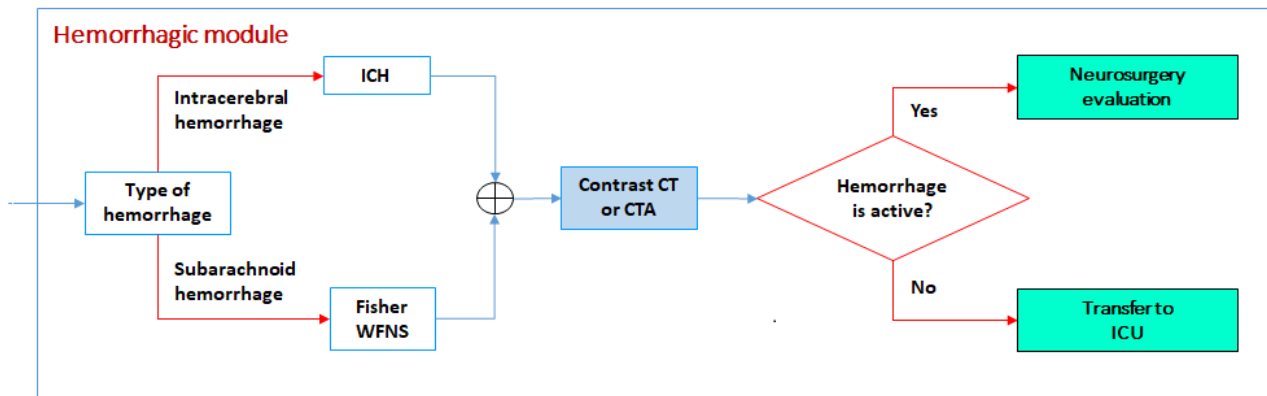 Hemorrhagic module
ICH
Intracerebral
hemorrhage
Type of
hemorrhage
Subarachnoid
hemorrhage
Fisher
WFNS
Contrast CT
or CTA
Hemorrhage
is active?
Yes
Neurosurgery
evaluation
No
Transfer to
ICU